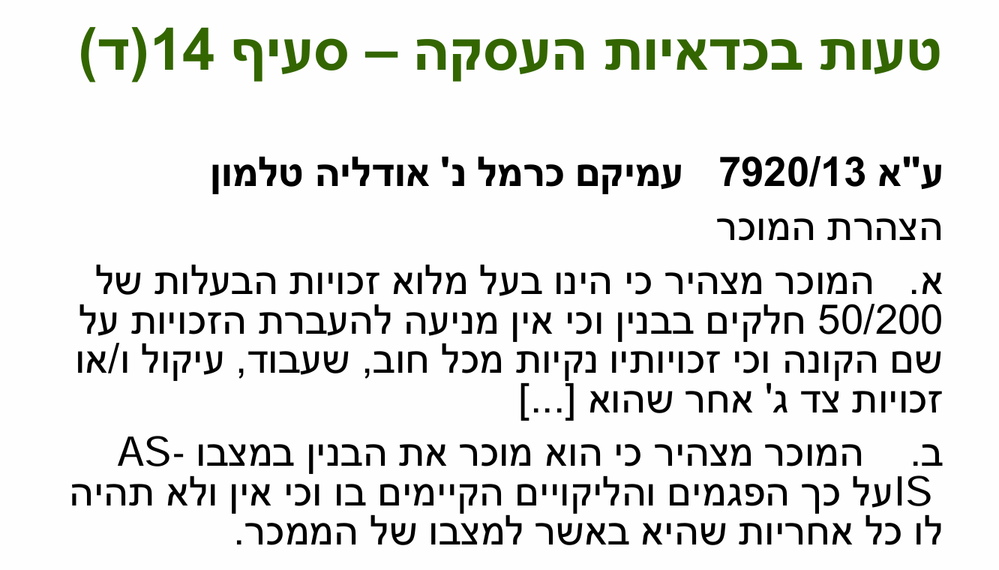 טעות בכדאיות העסקה – סעיף 14(ד)
ע"א 7920/13 עמיקם כרמל נ' אודליה טלמון
הצהרת המוכר
א. המוכר מצהיר כי הינו בעל מלוא זכויות הבעלות של
50/200 חלקים בבנין וכי אין מניעה להעברת הזכויות על
שם הקונה וכי זכויותיו נקיות מכל חוב, שעבוד, עיקול ו/או
זכויות צד ג' אחר שהוא [...]
ב. המוכר מצהיר כי הוא מוכר את הבנין במצבו AS-
IS על כך הפגמים והליקויים הקיימים בו וכי אין ולא תהיה
לו כל אחריות שהיא באשר למצבו של הממכר.